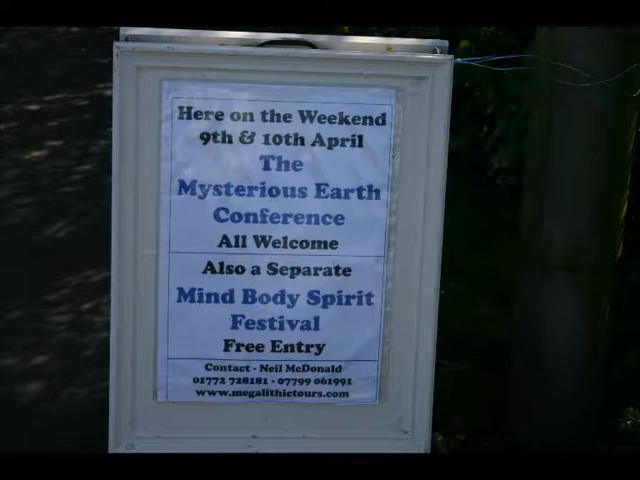 Here on the Weekend
9th & 10th April
The
Mysterious Earth
Conference
All Welcome
Also a Separate
Mind Body Spirit
Festival
Free Entry
Contact - Neil McDonald
01772 728181 - 07799 061991
www.megalithictours.com